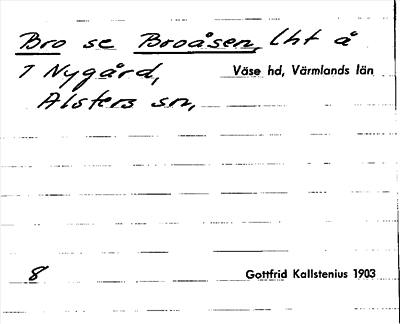 Bro se Broåsen, lht å
1 Nygård, Väse hd, Värmlands län
Alsters sn,
8 Gottfrid Kallstenius 1903